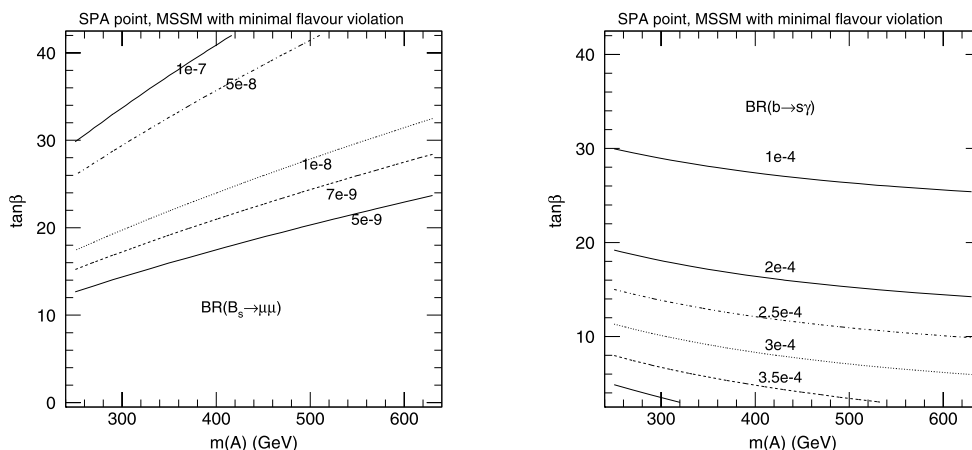 SPA point, MSSM with minimal flavour violation
tanβ
40
30
20
10
0
1e-7
5e-8
1e-8
7e-9
5e-9
BR(Bₛ→μμ)
300
400
500
600
m(A) (GeV)
SPA point, MSSM with minimal flavour violation
tanβ
40
30
20
10
BR(b→sγ)
1e-4
2e-4
2.5e-4
3e-4
3.5e-4
300
400
500
600
m(A) (GeV)